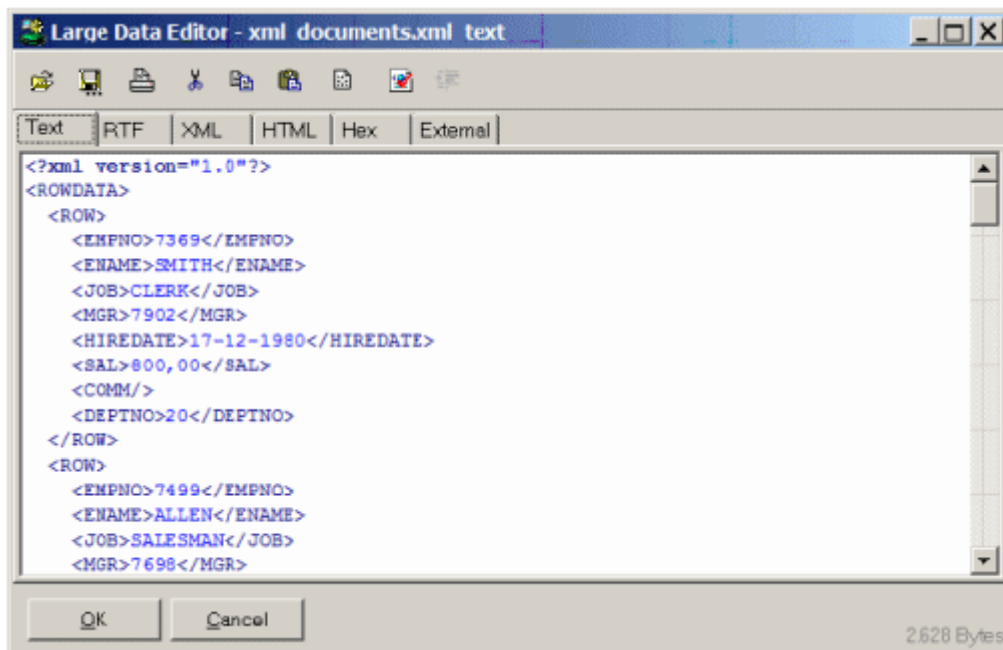 Large Data Editor - xml documents.xml text
Text RTF XML HTML Hex External
<?xml version="1.0"?>
<ROWDATA>
  <ROW>
    <EMPNO>7369</EMPNO>
    <ENAME>SMITH</ENAME>
    <JOB>CLERK</JOB>
    <MGR>7902</MGR>
    <HIREDATE>17-12-1980</HIREDATE>
    <SAL>800,00</SAL>
    <COMM/>
    <DEPTNO>20</DEPTNO>
  </ROW>
  <ROW>
    <EMPNO>7499</EMPNO>
    <ENAME>ALLEN</ENAME>
    <JOB>SALESMAN</JOB>
    <MGR>7698</MGR>
OK Cancel
2.628 Bytes